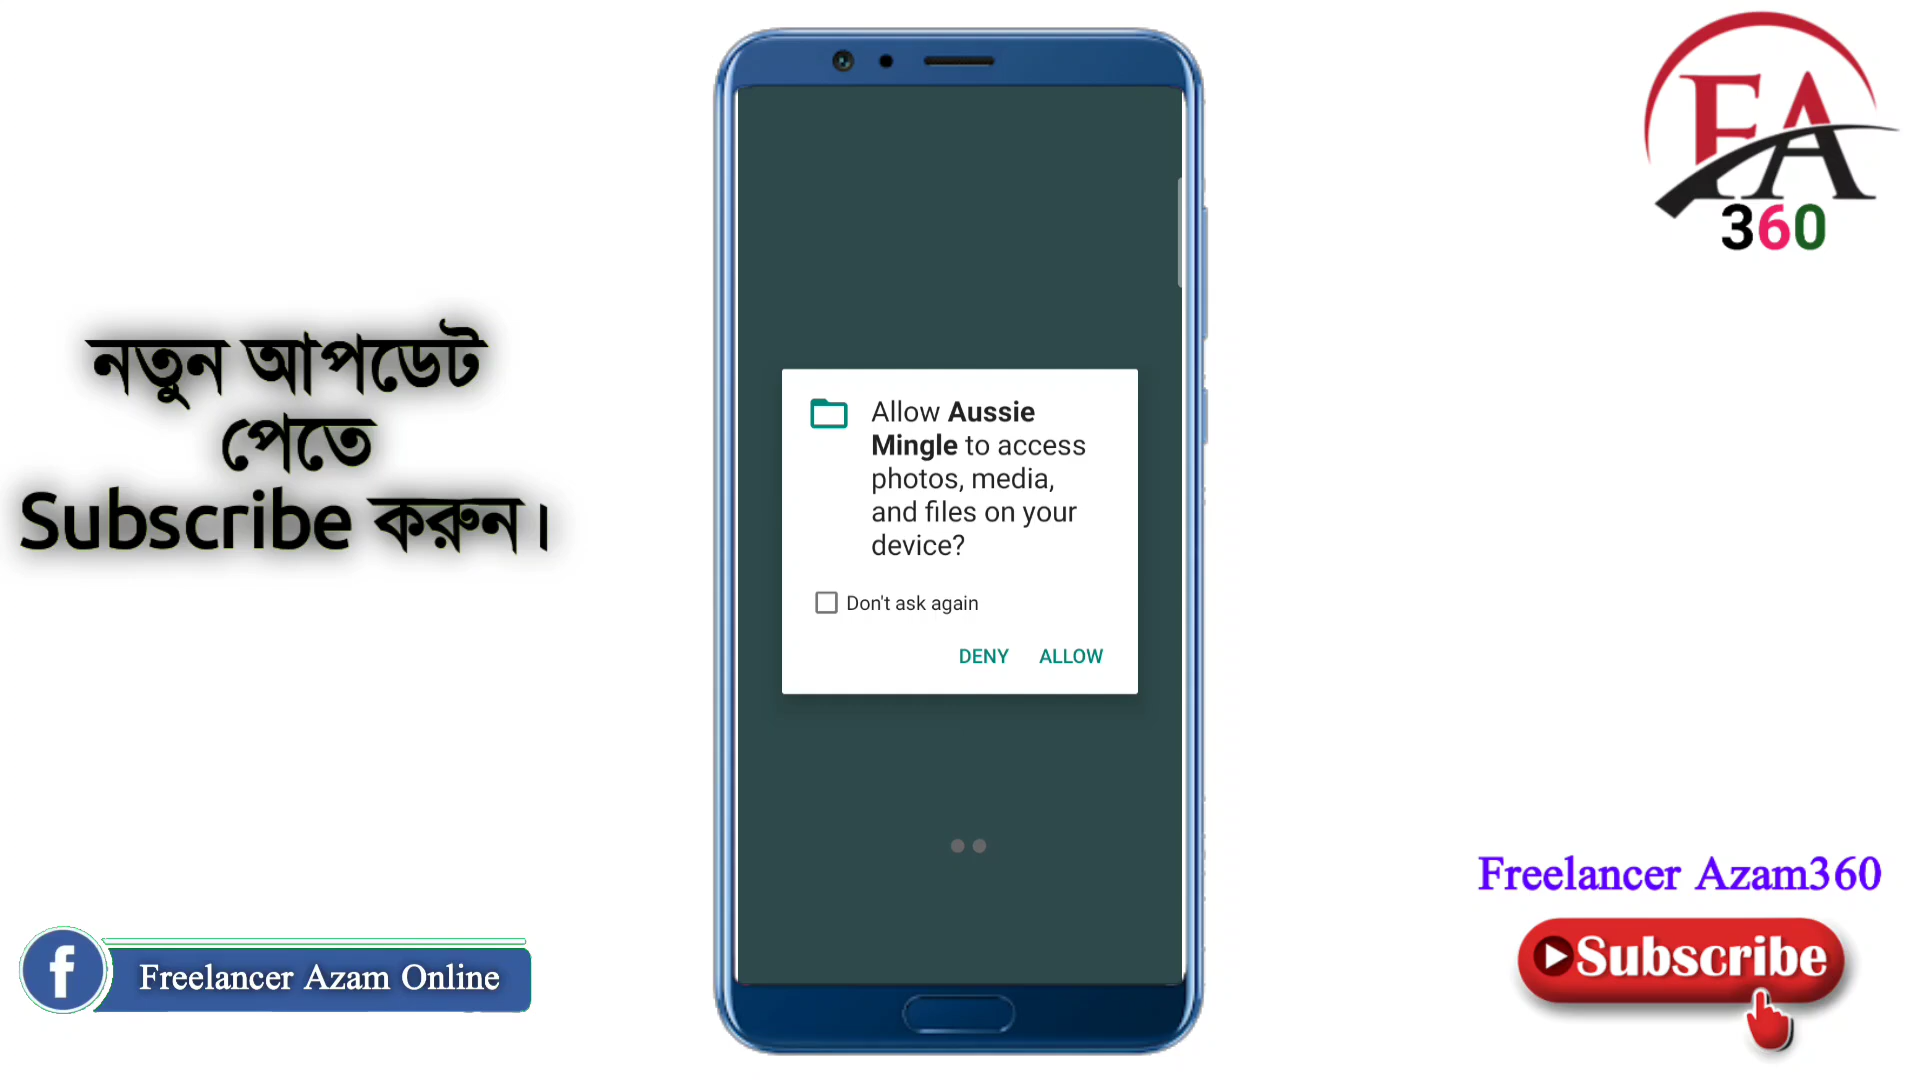 নতুন আপডেট
পেতে
Subscribe করুন।
Allow Aussie
Mingle to access
photos, media,
and files on your
device?
Don't ask again
DENY ALLOW
FA
360
Freelancer Azam360
Subscribe
f
Freelancer Azam Online